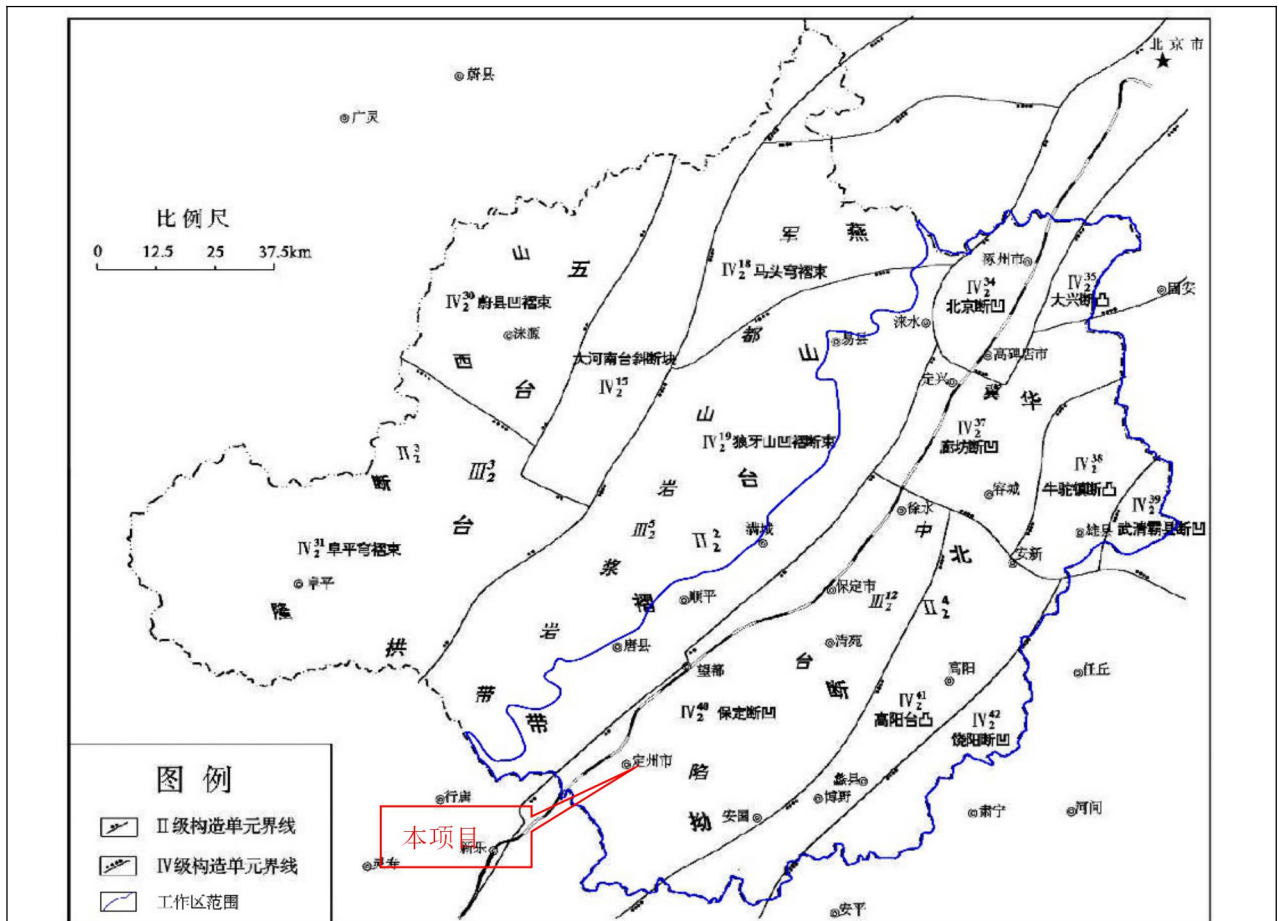 北京市
蔚县
广灵
比例尺
0 12.5 25 37.5km
军
燕
山
五
涿州市
Ⅳ₂¹⁸马头穹褶束
Ⅳ₂³⁴
北京断凹
Ⅳ₂³⁵
大兴断凸
固安
Ⅳ₂³⁰蔚县凹褶束
涞源
涞水
都
山
易县
西
台
大河南台斜断块
Ⅳ₂¹⁵
高碑店市
定兴
冀
华
山
Ⅳ₂¹⁹狼牙山凹褶断束
Ⅳ₂³⁷
廊坊断凹
断
Ⅲ₂³
岩
台
容城
Ⅳ₂³⁸
牛驼镇断凸
Ⅳ₂³⁹
武清霸县断凹
徐水
中
雄县
台
Ⅲ₂⁵
Ⅱ₂²
满城
北
安新
Ⅳ₂³¹阜平穹褶束
阜平
浆
保定市
Ⅲ₂¹²
Ⅱ₂⁴
隆
褶
顺平
岩
唐县
清苑
拱
望都
台
断
高阳
任丘
带
带
Ⅳ₂⁴⁰ 保定断凹
Ⅳ₂⁴¹
高阳台凸
Ⅳ₂⁴²
饶阳断凹
定州市
陷
拗
蠡县
博野
安国
肃宁
河间
行唐
本项目
新乐
灵寿
安平
图例
Ⅱ级构造单元界线
Ⅳ级构造单元界线
工作区范围